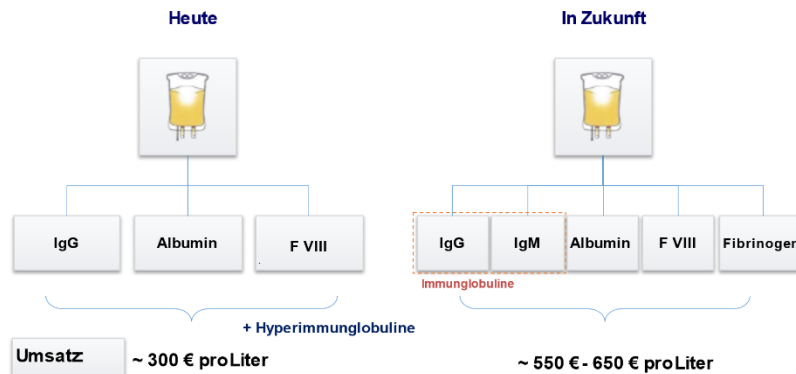 Heute
In Zukunft
IgG
Albumin
F VIII
IgG
IgM
Albumin
F VIII
Fibrinogen
Immunglobuline
+ Hyperimmunglobuline
Umsatz
~ 300 € proLiter
~ 550 € - 650 € proLiter